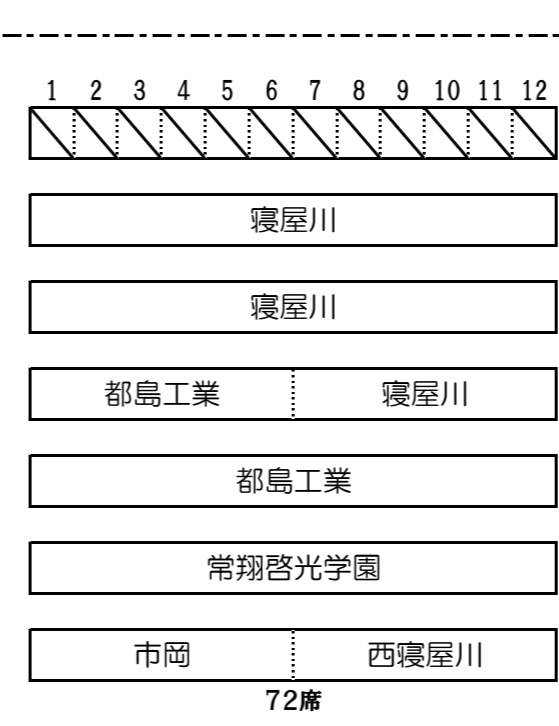 1 2 3 4 5 6 7 8 9 10 11 12
寝屋川
寝屋川
都島工業 寝屋川
都島工業
常翔啓光学園
市岡 西寝屋川
72席